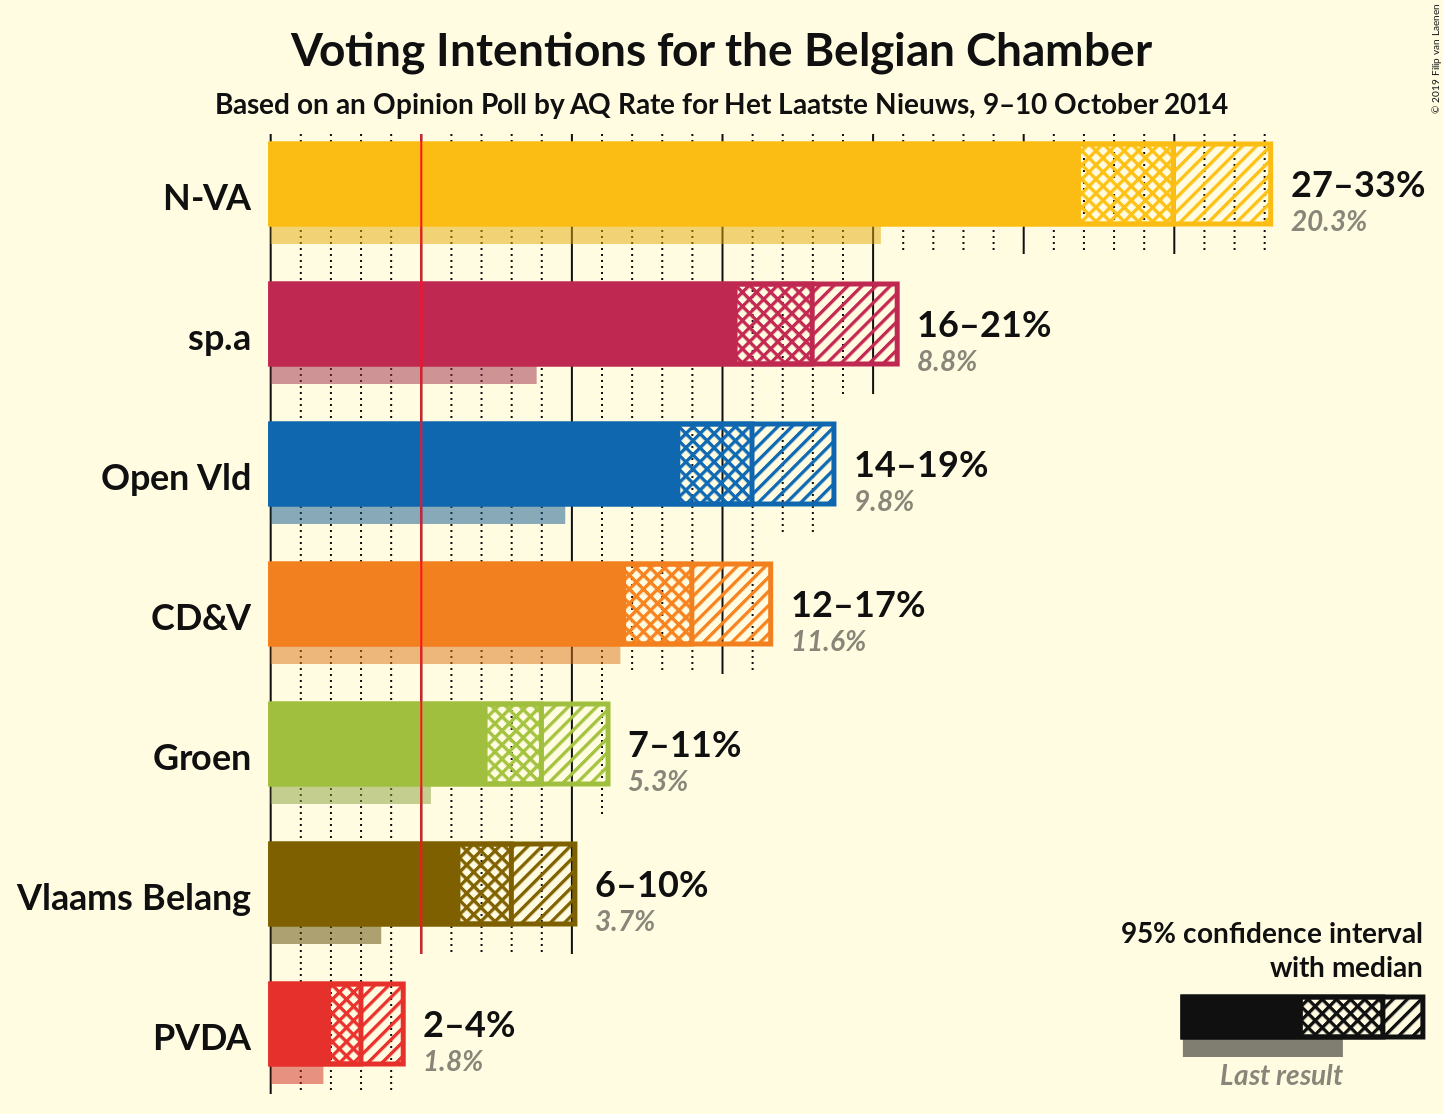 Voting Intentions for the Belgian Chamber
Based on an Opinion Poll by AQ Rate for Het Laatste Nieuws, 9–10 October 2014
© 2019 Filip van Laenen
N-VA
27–33%
20.3%
sp.a
16–21%
8.8%
Open Vld
14–19%
9.8%
CD&V
12–17%
11.6%
Groen
7–11%
5.3%
Vlaams Belang
6–10%
3.7%
PVDA
2–4%
1.8%
95% confidence interval
with median
Last result